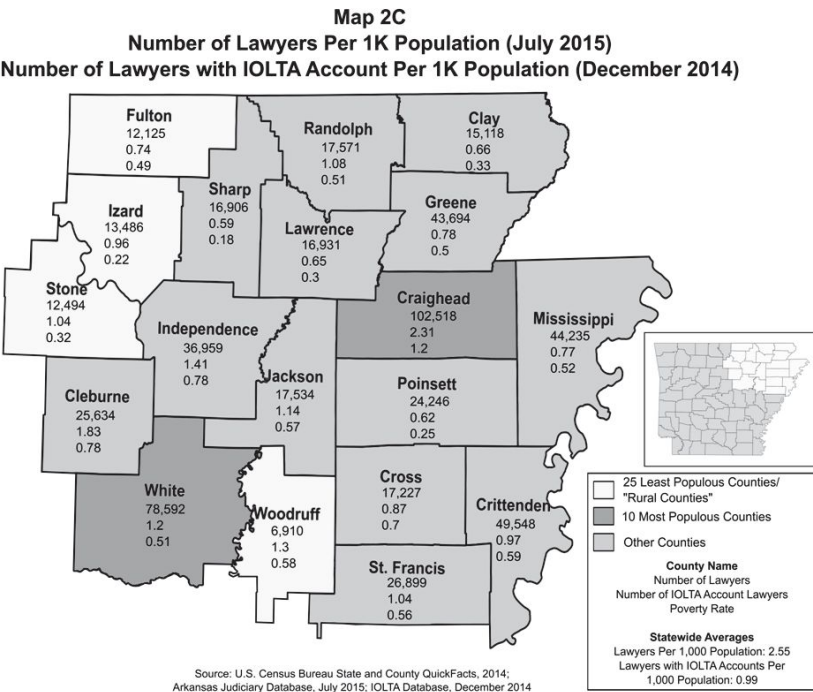 Map 2C
Number of Lawyers Per 1K Population (July 2015)
Number of Lawyers with IOLTA Account Per 1K Population (December 2014)
Fulton
12,125
0.74
0.49
Randolph
17,571
1.08
0.51
Clay
15,118
0.66
0.33
Sharp
16,906
0.59
0.18
Greene
43,694
0.78
0.5
Izard
13,486
0.96
0.22
Lawrence
16,931
0.65
0.3
Stone
12,494
1.04
0.32
Craighead
102,518
2.31
1.2
Mississippi
44,235
0.77
0.52
Independence
36,959
1.41
0.78
Jackson
17,534
1.14
0.57
Poinsett
24,246
0.62
0.25
Cleburne
25,634
1.83
0.78
White
78,592
1.2
0.51
Woodruff
6,910
1.3
0.58
Cross
17,227
0.87
0.7
Crittenden
49,548
0.97
0.59
St. Francis
26,899
1.04
0.56
25 Least Populous Counties/
"Rural Counties"
10 Most Populous Counties
Other Counties
County Name
Number of Lawyers
Number of IOLTA Account Lawyers
Poverty Rate
Statewide Averages
Lawyers Per 1,000 Population: 2.55
Lawyers with IOLTA Accounts Per
1,000 Population: 0.99
Source: U.S. Census Bureau State and County QuickFacts, 2014;
Arkansas Judiciary Database, July 2015; IOLTA Database, December 2014